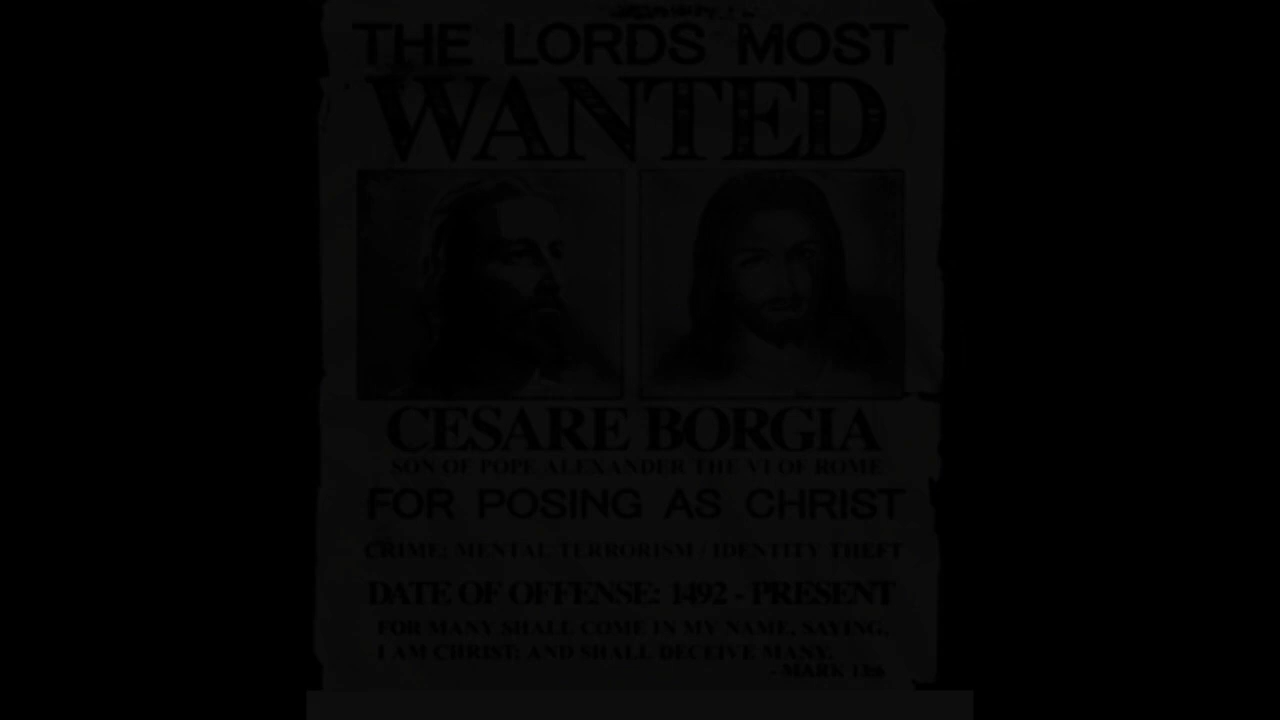 THE LORDS MOST
WANTED
CESARE BORGIA
SON OF POPE ALEXANDER THE VI OF ROME
FOR POSING AS CHRIST
CRIME: MENTAL TERRORISM / IDENTITY THEFT
DATE OF OFFENSE: 1492 - PRESENT
FOR MANY SHALL COME IN MY NAME, SAYING,
I AM CHRIST; AND SHALL DECEIVE MANY.
- MARK 13:6